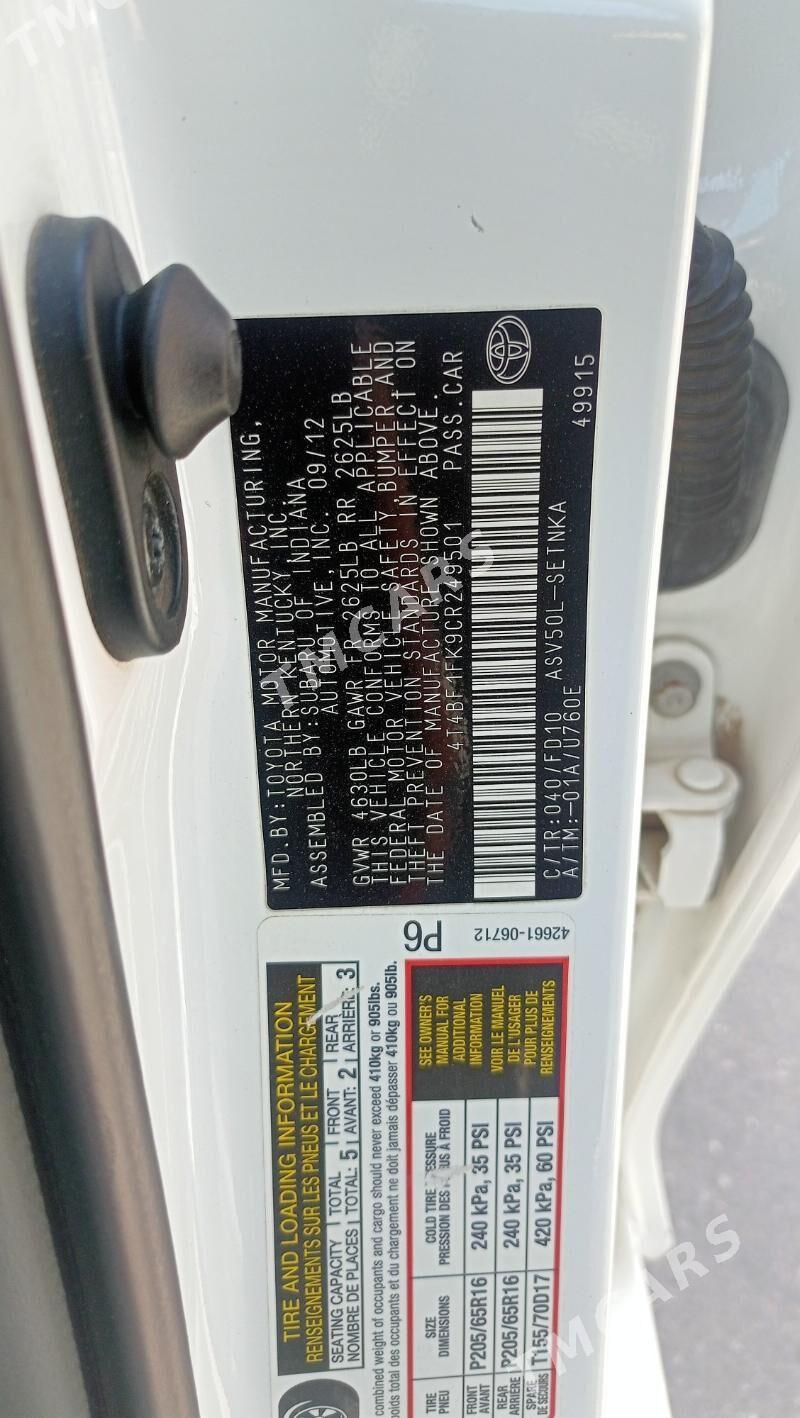 MFD.BY:TOYOTA MOTOR MANUFACTURING,
NORTHERN KENTUCKY INC.
ASSEMBLED BY:SUBARU OF INDIANA
AUTOMOTIVE, INC. 09/12
GVWR 4630LB GAWR FR 2625LB RR 2625LB
THIS VEHICLE CONFORMS TO ALL APPLICABLE
FEDERAL MOTOR VEHICLE SAFETY, BUMPER AND
THEFT PREVENTION STANDARDS IN EFFECT ON
THE DATE OF MANUFACTURE SHOWN ABOVE.
4T4BF1FK9CR249501 PASS.CAR
C/TR:040/FD10 ASV50L-SETNKA
A/TM:-01A/U760E 49915
TIRE AND LOADING INFORMATION
RENSEIGNEMENTS SUR LES PNEUS ET LE CHARGEMENT
SEATING CAPACITY TOTAL FRONT REAR
NOMBRE DE PLACES TOTAL: 5 AVANT: 2 ARRIÈRE: 3
combined weight of occupants and cargo should never exceed 410kg or 905lbs.
poids total des occupants et du chargement ne doit jamais dépasser 410kg ou 905lb.
P6
42661-06712
TIRE SIZE COLD TIRE PRESSURE
PNEU DIMENSIONS PRESSION DES PNEUS À FROID
FRONT P205/65R16 240 kPa, 35 PSI
AVANT
REAR P205/65R16 240 kPa, 35 PSI
ARRIÈRE
SPARE T155/70D17 420 kPa, 60 PSI
DE SECOURS
SEE OWNER'S
MANUAL FOR
ADDITIONAL
INFORMATION
VOIR LE MANUEL
DE L'USAGER
POUR PLUS DE
RENSEIGNEMENTS
TMCARS
TMCARS